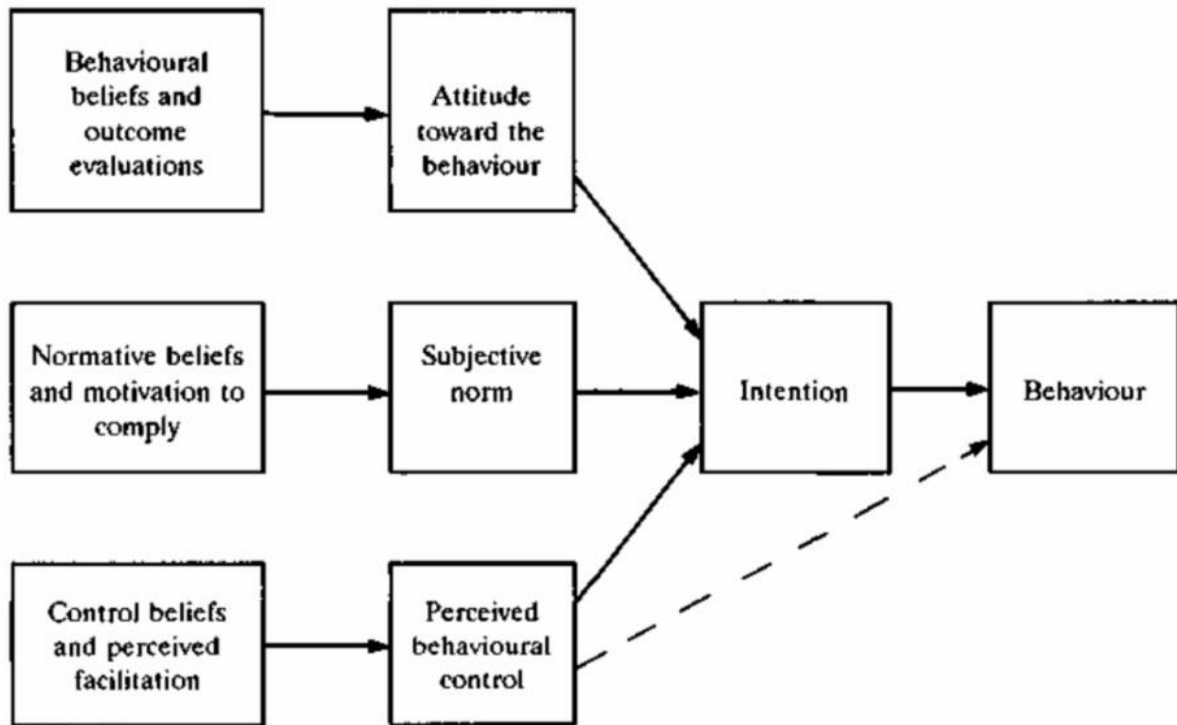 Behavioural
beliefs and
outcome
evaluations
Attitude
toward the
behaviour
Normative beliefs
and motivation to
comply
Subjective
norm
Intention
Behaviour
Control beliefs
and perceived
facilitation
Perceived
behavioural
control